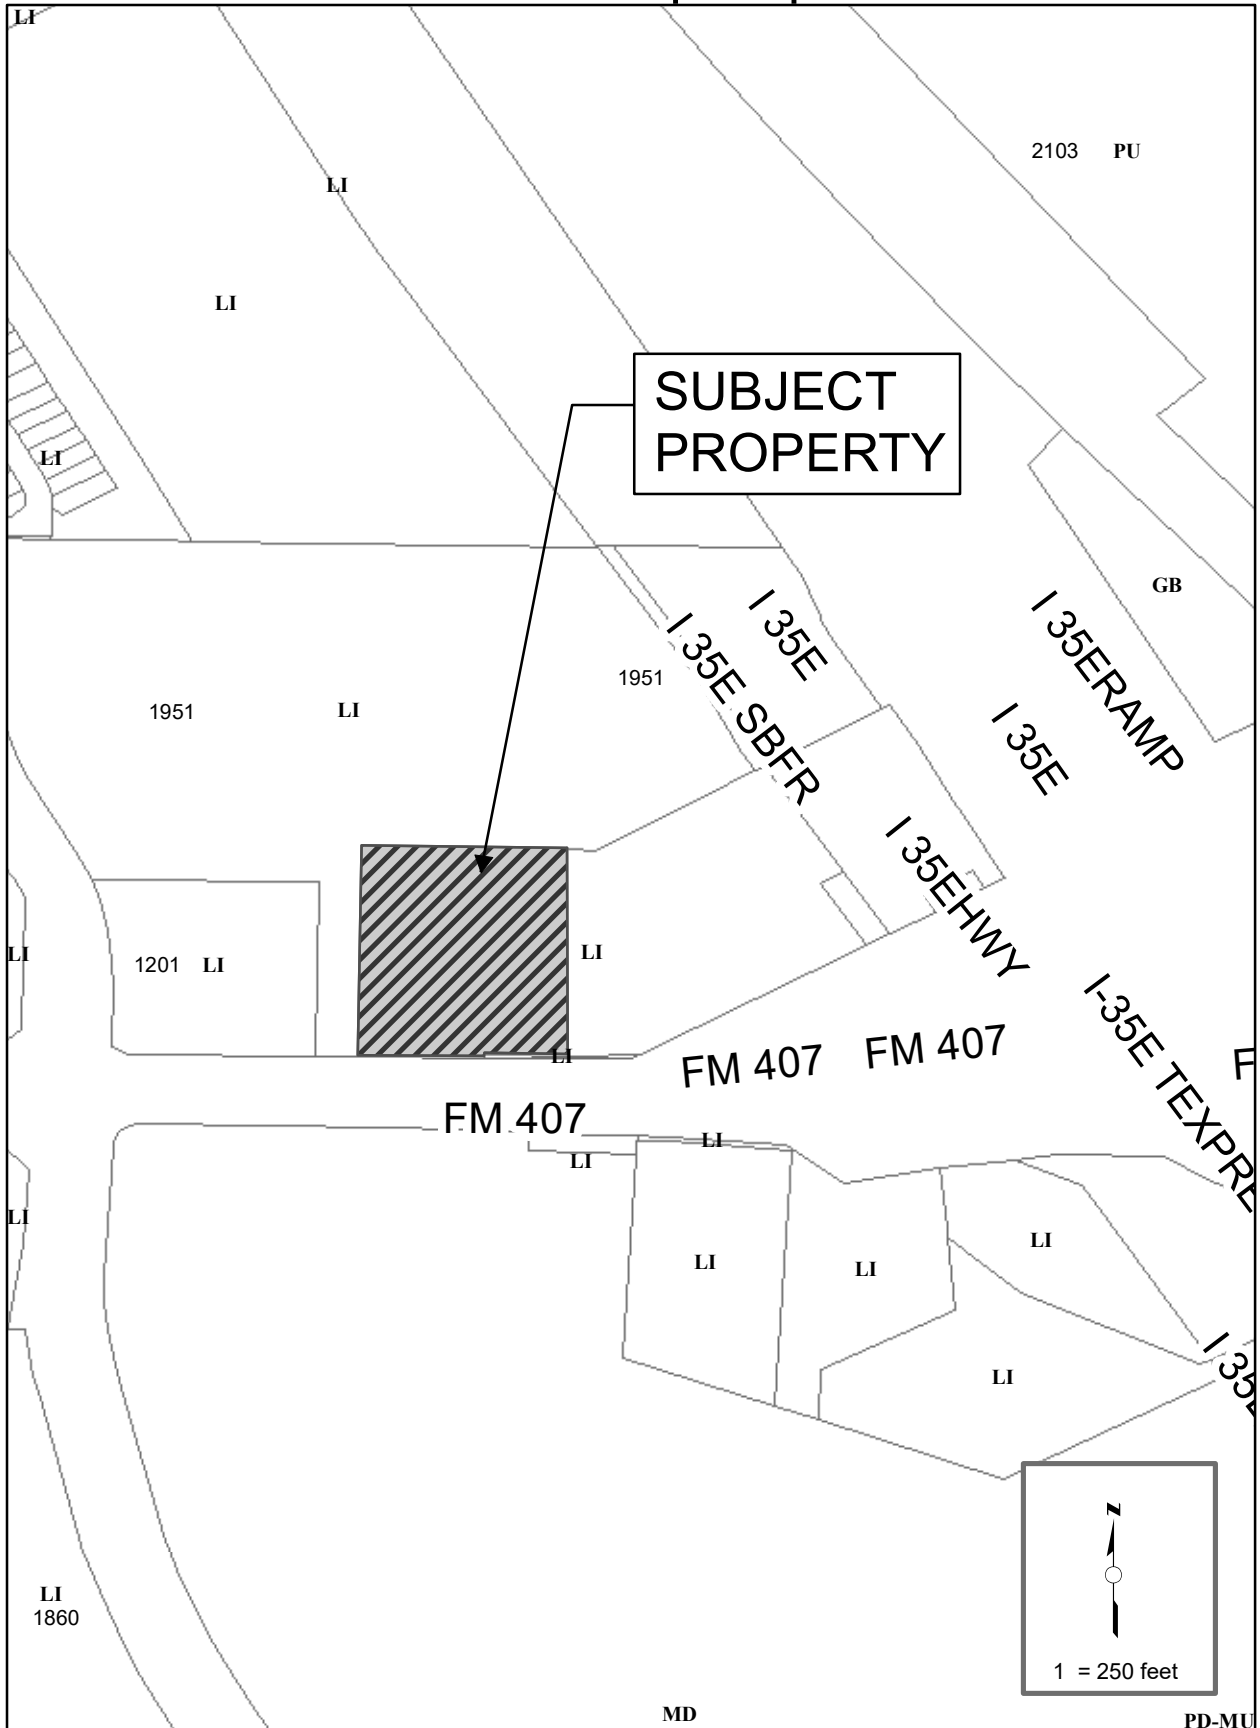 LI
2103 PU
LI
LI
SUBJECT
PROPERTY
LI
GB
I 35E
I 35ERAMP
I 35E SBFR
1951
1951 LI
I 35E
I 35EHWY
LI
LI
1201 LI
I-35E TEXPRE
FM 407
FM 407
F
LI
FM 407
LI
LI
LI
LI
LI
LI
I 35E
LI
LI
1860
N
1 = 250 feet
MD
PD-MU